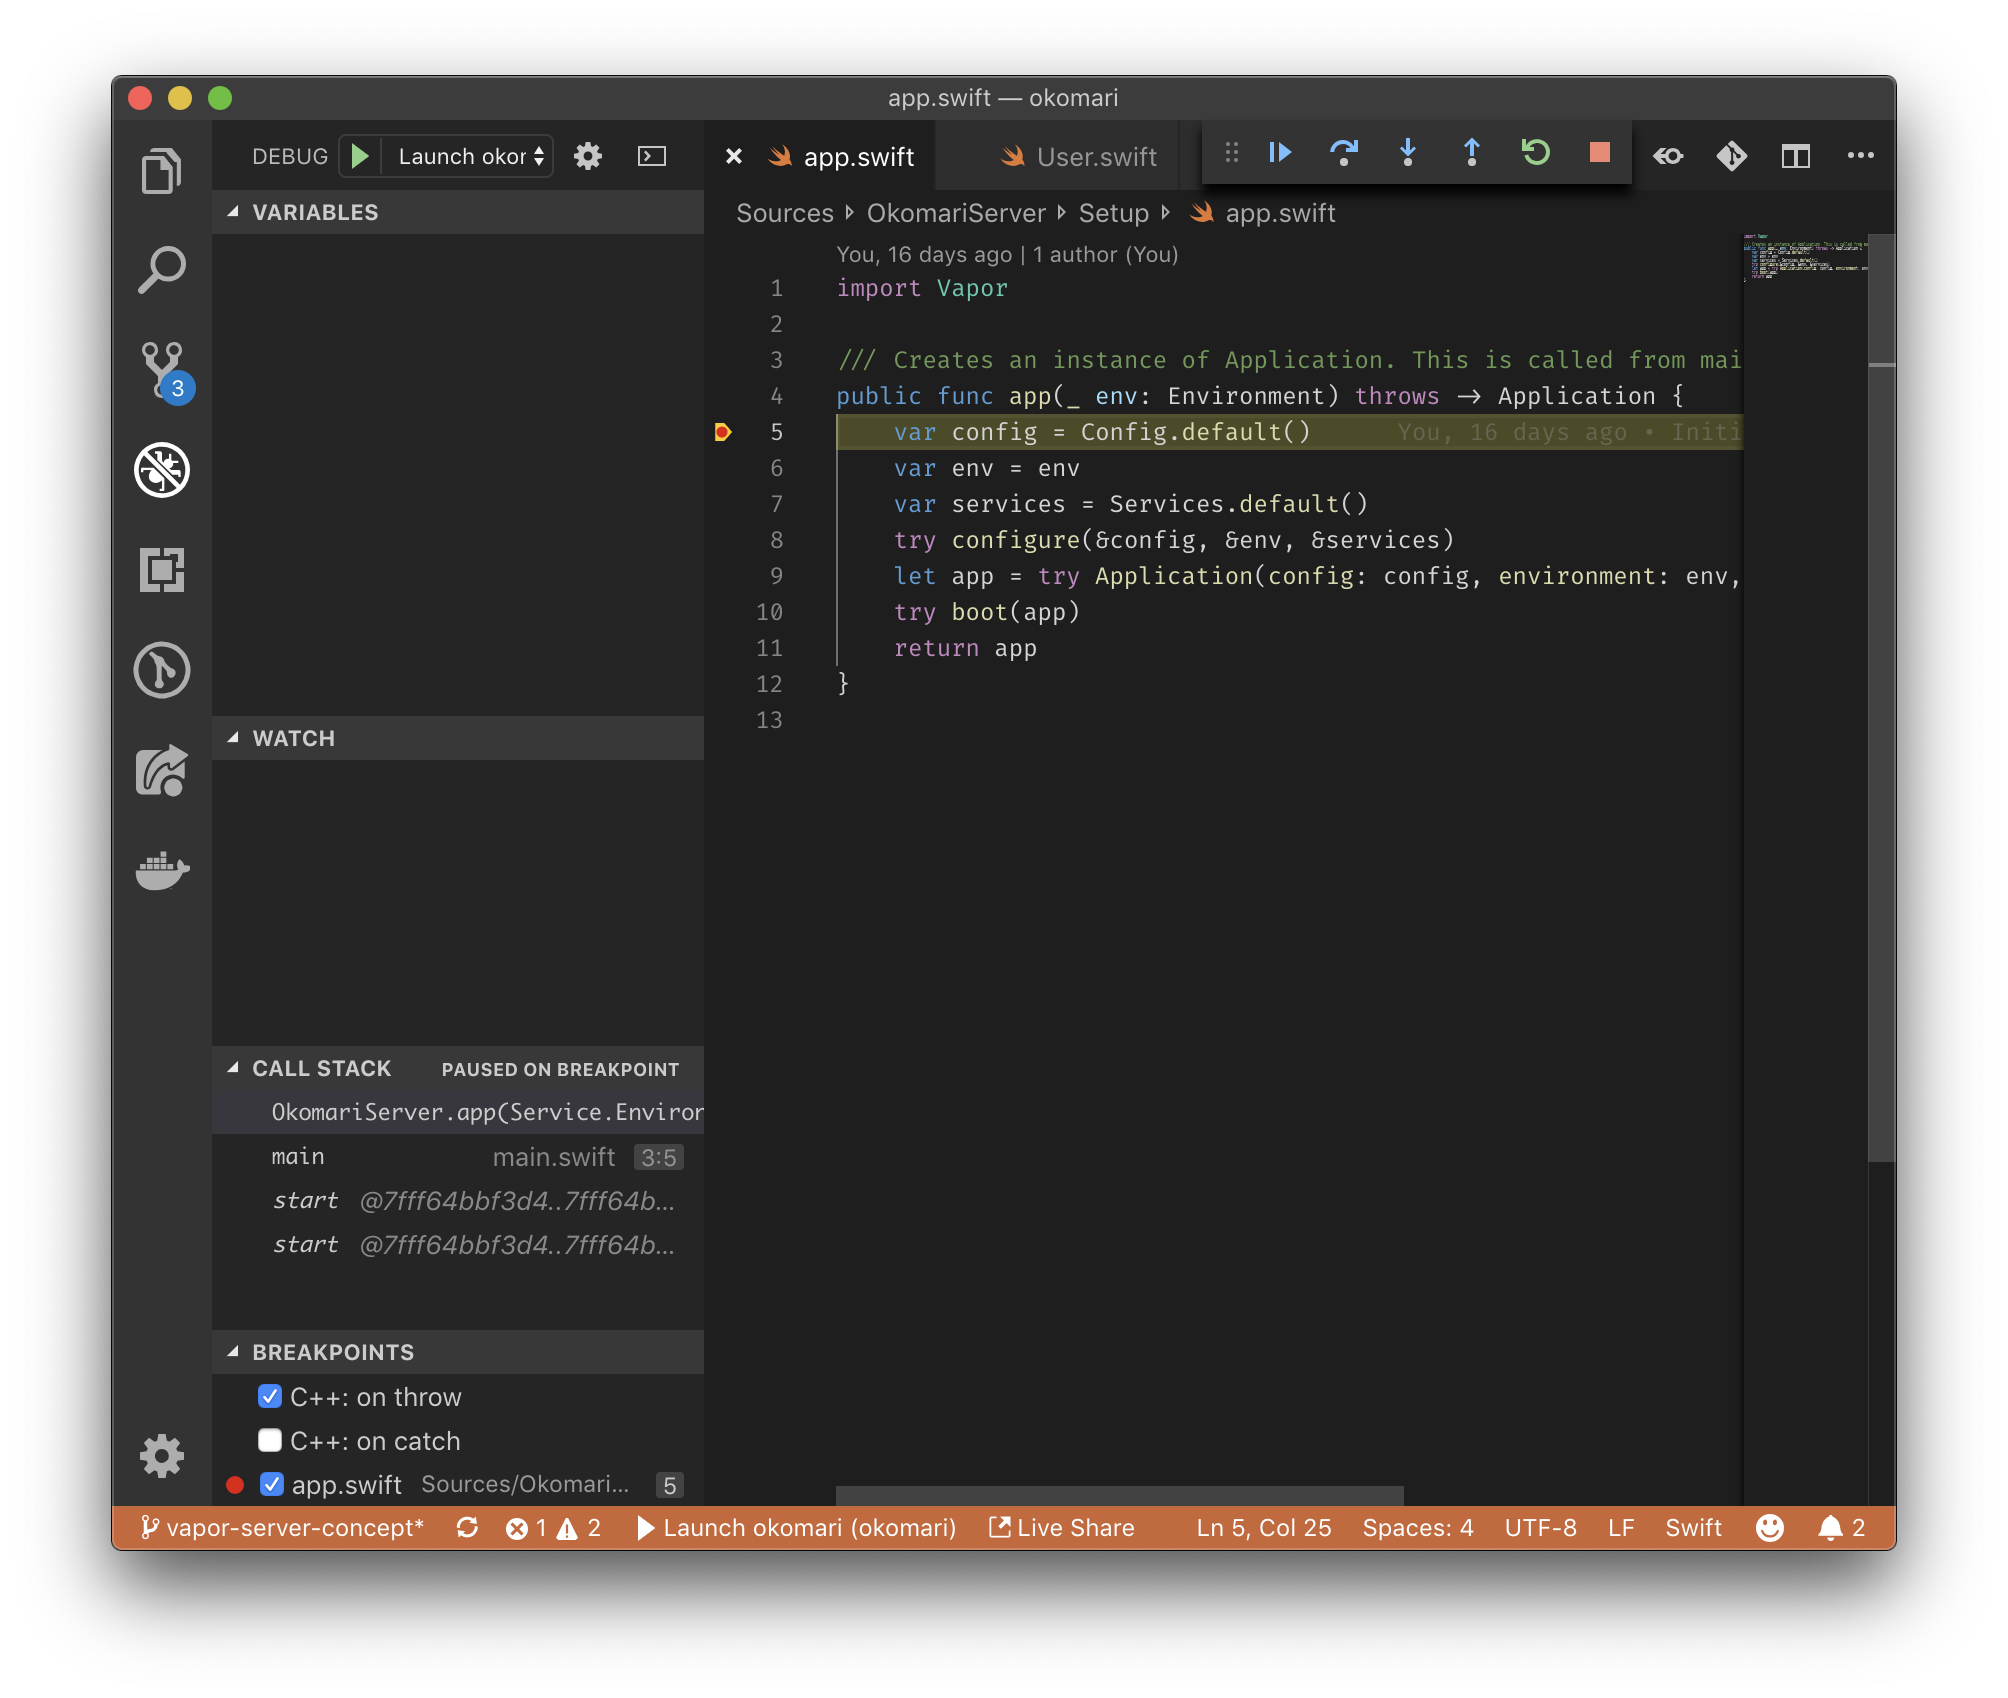 app.swift — okomari
DEBUG Launch okor
VARIABLES
WATCH
CALL STACK PAUSED ON BREAKPOINT
OkomariServer.app(Service.Environ
main main.swift 3:5
start @7fff64bbf3d4..7fff64b...
start @7fff64bbf3d4..7fff64b...
BREAKPOINTS
C++: on throw
C++: on catch
app.swift Sources/Okomari... 5
3
app.swift User.swift
Sources OkomariServer Setup app.swift
You, 16 days ago | 1 author (You)
1 import Vapor
2
3 /// Creates an instance of Application. This is called from mai
4 public func app(_ env: Environment) throws -> Application {
5 var config = Config.default() You, 16 days ago • Initi
6 var env = env
7 var services = Services.default()
8 try configure(&config, &env, &services)
9 let app = try Application(config: config, environment: env,
10 try boot(app)
11 return app
12 }
13
vapor-server-concept* 1 2 Launch okomari (okomari) Live Share Ln 5, Col 25 Spaces: 4 UTF-8 LF Swift 2